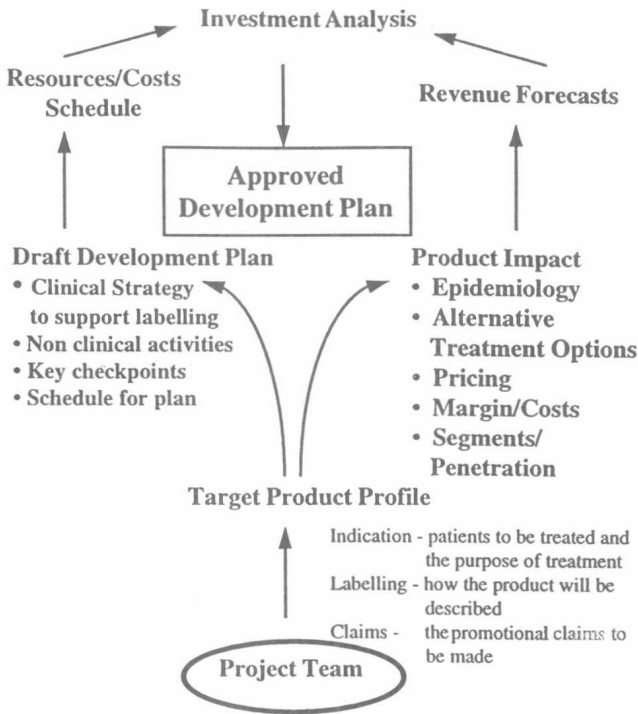 Investment Analysis
Resources/Costs
Schedule
Revenue Forecasts
Approved
Development Plan
Draft Development Plan
• Clinical Strategy
to support labelling
• Non clinical activities
• Key checkpoints
• Schedule for plan
Product Impact
• Epidemiology
• Alternative
Treatment Options
• Pricing
• Margin/Costs
• Segments/
Penetration
Target Product Profile
Indication - patients to be treated and
the purpose of treatment
Labelling - how the product will be
described
Claims - the promotional claims to
be made
Project Team